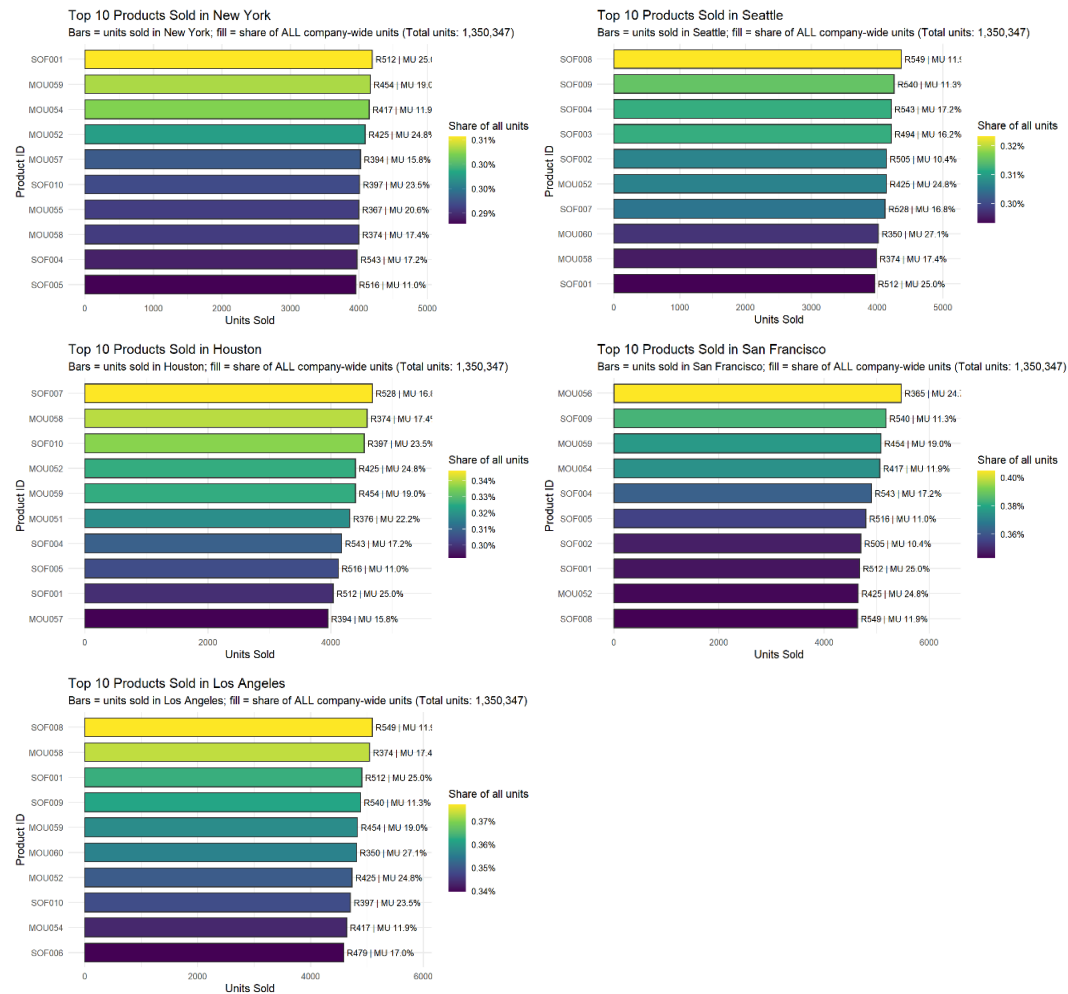 Top 10 Products Sold in New York
Bars = units sold in New York; fill = share of ALL company-wide units (Total units: 1,350,347)
Product ID
SOF001 R512 | MU 25.
MOU059 R454 | MU 19.
MOU054 R417 | MU 11.9
MOU052 R425 | MU 24.8%
MOU057 R394 | MU 15.8%
SOF010 R397 | MU 23.5%
MOU055 R367 | MU 20.6%
MOU058 R374 | MU 17.4%
SOF004 R543 | MU 17.2%
SOF005 R516 | MU 11.0%
0 1000 2000 3000 4000 5000
Units Sold
Share of all units
0.31%
0.30%
0.30%
0.29%
Top 10 Products Sold in Seattle
Bars = units sold in Seattle; fill = share of ALL company-wide units (Total units: 1,350,347)
Product ID
SOF008 R549 | MU 11.
SOF009 R540 | MU 11.3%
SOF004 R543 | MU 17.2%
SOF003 R494 | MU 16.2%
SOF002 R505 | MU 10.4%
MOU052 R425 | MU 24.8%
SOF007 R528 | MU 16.8%
MOU060 R350 | MU 27.1%
MOU058 R374 | MU 17.4%
SOF001 R512 | MU 25.0%
0 1000 2000 3000 4000 5000
Units Sold
Share of all units
0.32%
0.31%
0.30%
Top 10 Products Sold in Houston
Bars = units sold in Houston; fill = share of ALL company-wide units (Total units: 1,350,347)
Product ID
SOF007 R528 | MU 16.
MOU058 R374 | MU 17.4
SOF010 R397 | MU 23.5%
MOU052 R425 | MU 24.8%
MOU059 R454 | MU 19.0%
MOU051 R376 | MU 22.2%
SOF004 R543 | MU 17.2%
SOF005 R516 | MU 11.0%
SOF001 R512 | MU 25.0%
MOU057 R394 | MU 15.8%
0 2000 4000
Units Sold
Share of all units
0.34%
0.33%
0.32%
0.31%
0.30%
Top 10 Products Sold in San Francisco
Bars = units sold in San Francisco; fill = share of ALL company-wide units (Total units: 1,350,347)
Product ID
MOU056 R365 | MU 24.
SOF009 R540 | MU 11.3%
MOU059 R454 | MU 19.0%
MOU054 R417 | MU 11.9%
SOF004 R543 | MU 17.2%
SOF005 R516 | MU 11.0%
SOF002 R505 | MU 10.4%
SOF001 R512 | MU 25.0%
MOU052 R425 | MU 24.8%
SOF008 R549 | MU 11.9%
0 2000 4000 6000
Units Sold
Share of all units
0.40%
0.38%
0.36%
Top 10 Products Sold in Los Angeles
Bars = units sold in Los Angeles; fill = share of ALL company-wide units (Total units: 1,350,347)
Product ID
SOF008 R549 | MU 11.
MOU058 R374 | MU 17.4
SOF001 R512 | MU 25.0%
SOF009 R540 | MU 11.3%
MOU059 R454 | MU 19.0%
MOU060 R350 | MU 27.1%
MOU052 R425 | MU 24.8%
SOF010 R397 | MU 23.5%
MOU054 R417 | MU 11.9%
SOF006 R479 | MU 17.0%
0 2000 4000 6000
Units Sold
Share of all units
0.37%
0.36%
0.35%
0.34%